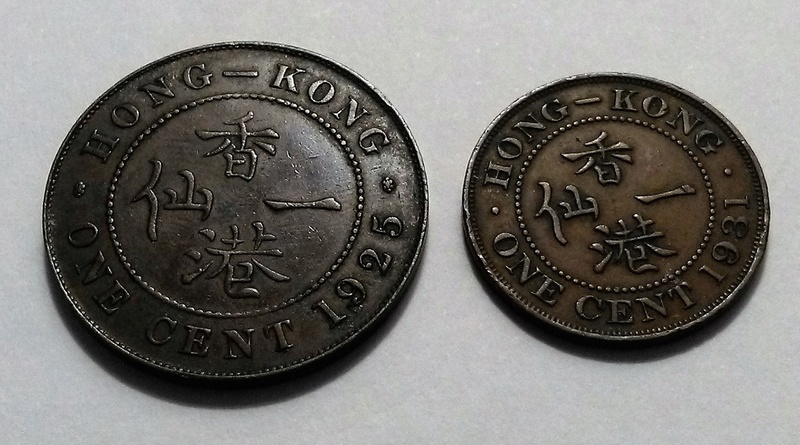 HONG — KONG
香
仙 一
港
ONE CENT 1925
HONG — KONG
香
仙 一
港
ONE CENT 1931